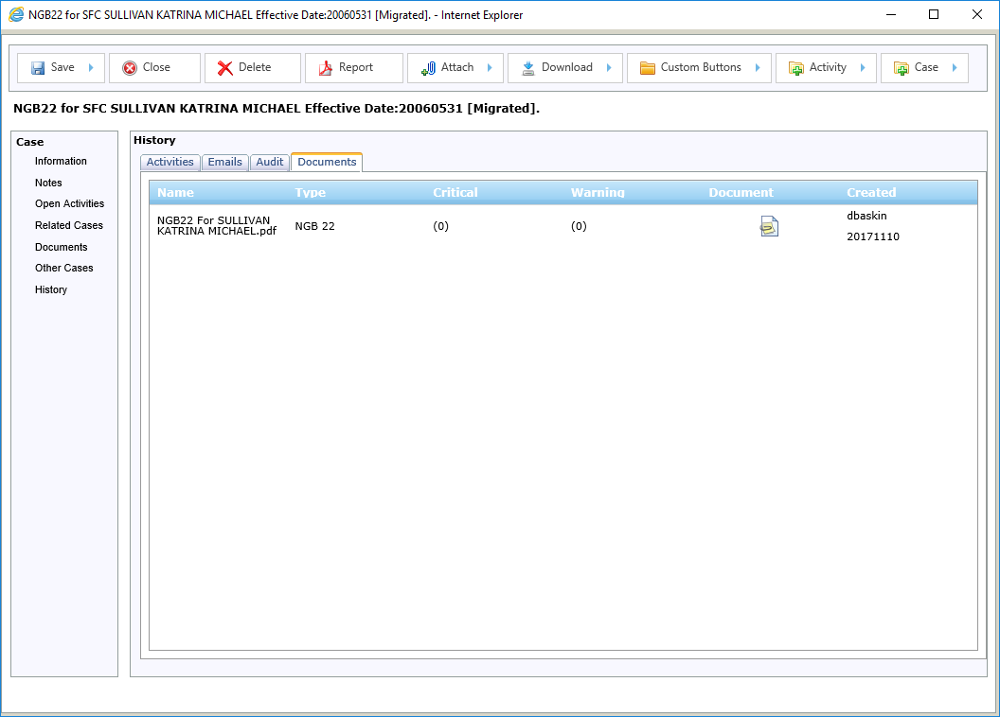 NGB22 for SFC SULLIVAN KATRINA MICHAEL Effective Date:20060531 [Migrated]. - Internet Explorer
Save Close Delete Report Attach Download Custom Buttons Activity Case
NGB22 for SFC SULLIVAN KATRINA MICHAEL Effective Date:20060531 [Migrated].
Case
Information
Notes
Open Activities
Related Cases
Documents
Other Cases
History
History
Activities Emails Audit Documents
Name Type Critical Warning Document Created
NGB22 For SULLIVAN
KATRINA MICHAEL.pdf
NGB 22
(0)
(0)
dbaskin
20171110